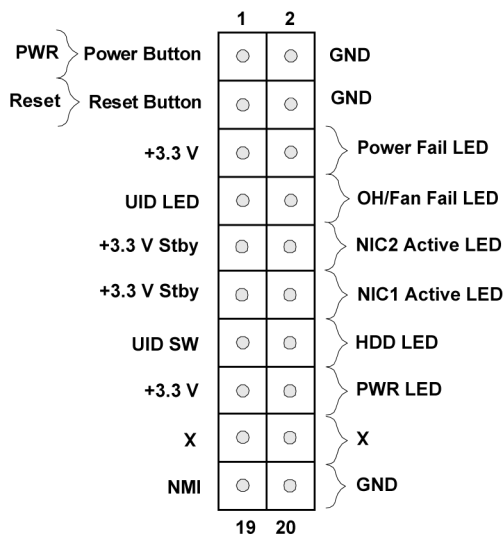 1 2
PWR Power Button GND
Reset Reset Button GND
+3.3 V Power Fail LED
UID LED OH/Fan Fail LED
+3.3 V Stby NIC2 Active LED
+3.3 V Stby NIC1 Active LED
UID SW HDD LED
+3.3 V PWR LED
X X
NMI GND
19 20